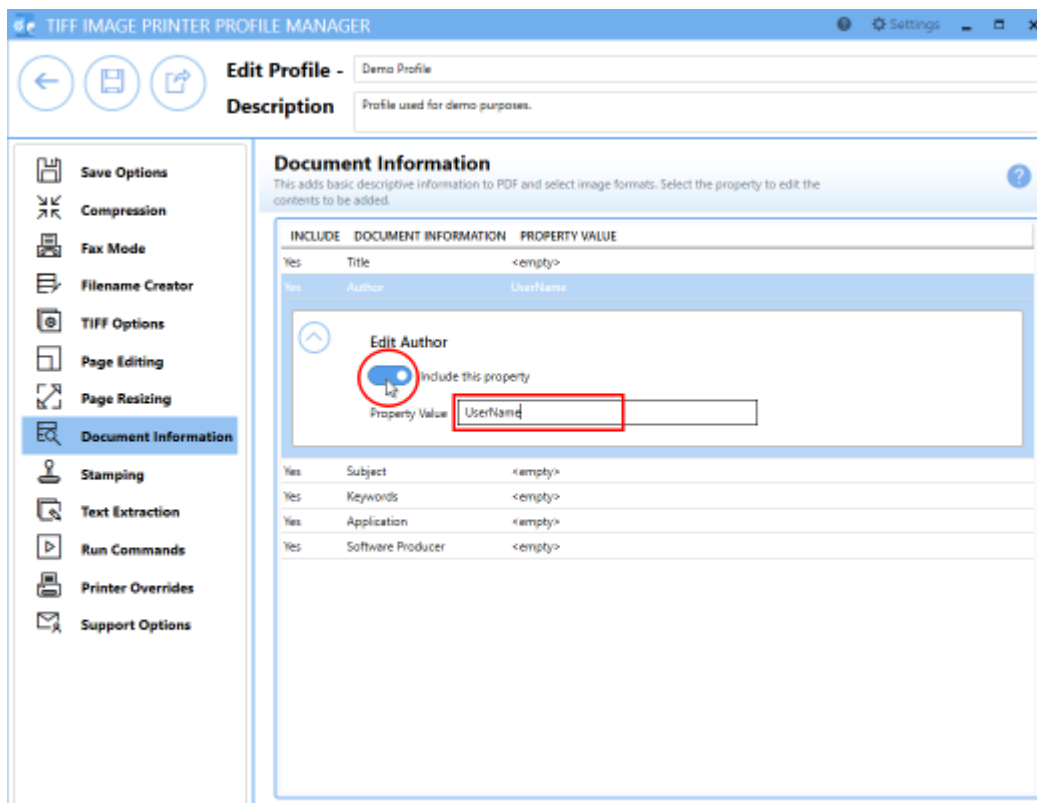 TIFF IMAGE PRINTER PROFILE MANAGER
Settings
Edit Profile - Demo Profile
Description Profile used for demo purposes.
Save Options
Compression
Fax Mode
Filename Creator
TIFF Options
Page Editing
Page Resizing
Document Information
Stamping
Text Extraction
Run Commands
Printer Overrides
Support Options
Document Information
This adds basic descriptive information to PDF and select image formats. Select the property to edit the
contents to be added.
INCLUDE DOCUMENT INFORMATION PROPERTY VALUE
Yes Title <empty>
Yes Author UserName
Edit Author
Include this property
Property Value UserName
Yes Subject <empty>
Yes Keywords <empty>
Yes Application <empty>
Yes Software Producer <empty>